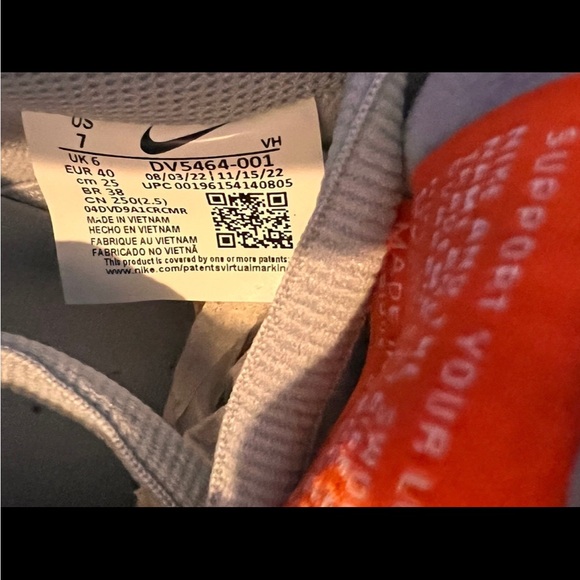 US
7
VH
UK 6
EUR 40
cm 25
BR 38
CN 250(2.5)
04DVD9A1CRCMR
DV5464-001
08/03/22 | 11/15/22
UPC 00196154140805
MADE IN VIETNAM
HECHO EN VIETNAM
FABRIQUE AU VIETNAM
FABRICADO NO VIETNÃ
This product is covered by one or more patents
www.nike.com/patentsvirtualmarkin
SUPPORT YOUR
MADE